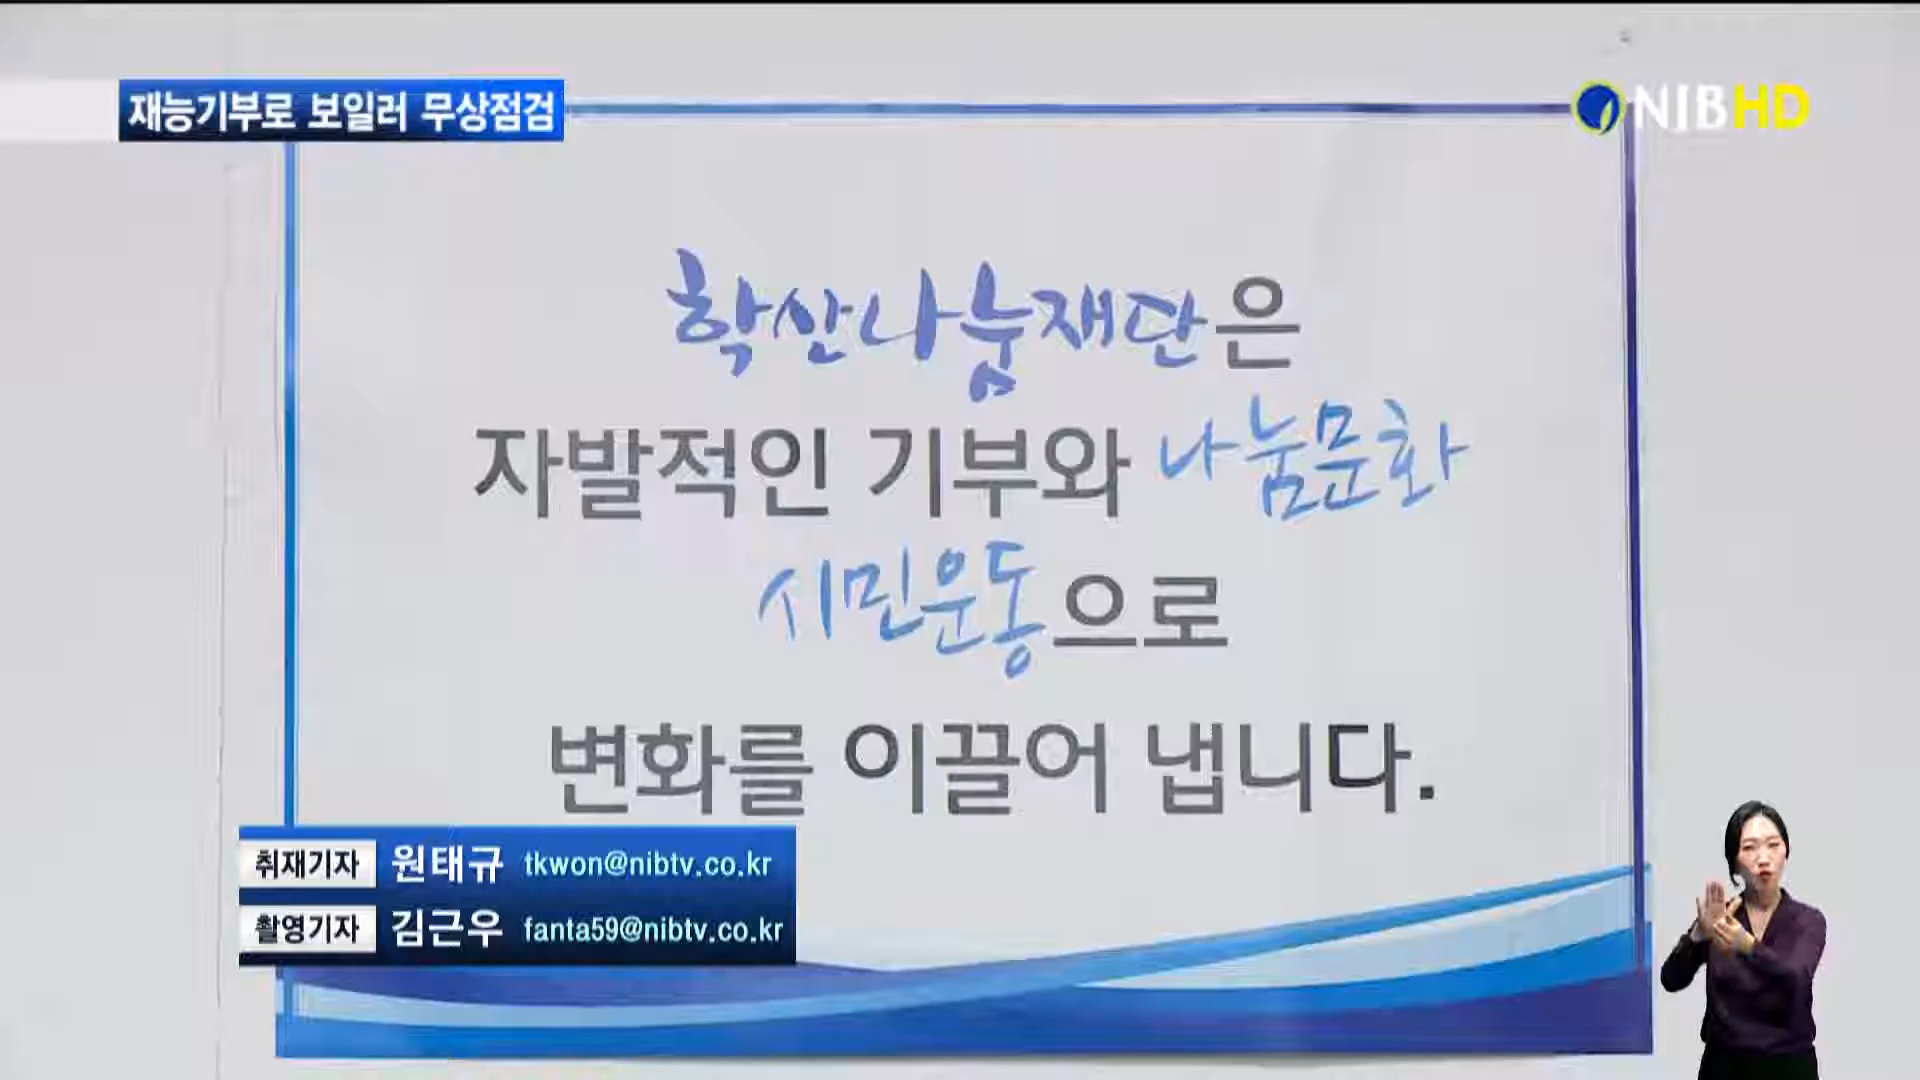 재능기부로 보일러 무상점검
NIBHD
학산나눔재단은
자발적인 기부와 나눔문화
시민운동으로
변화를 이끌어 냅니다.
취재기자 원태규 tkwon@nibtv.co.kr
촬영기자 김근우 fanta59@nibtv.co.kr